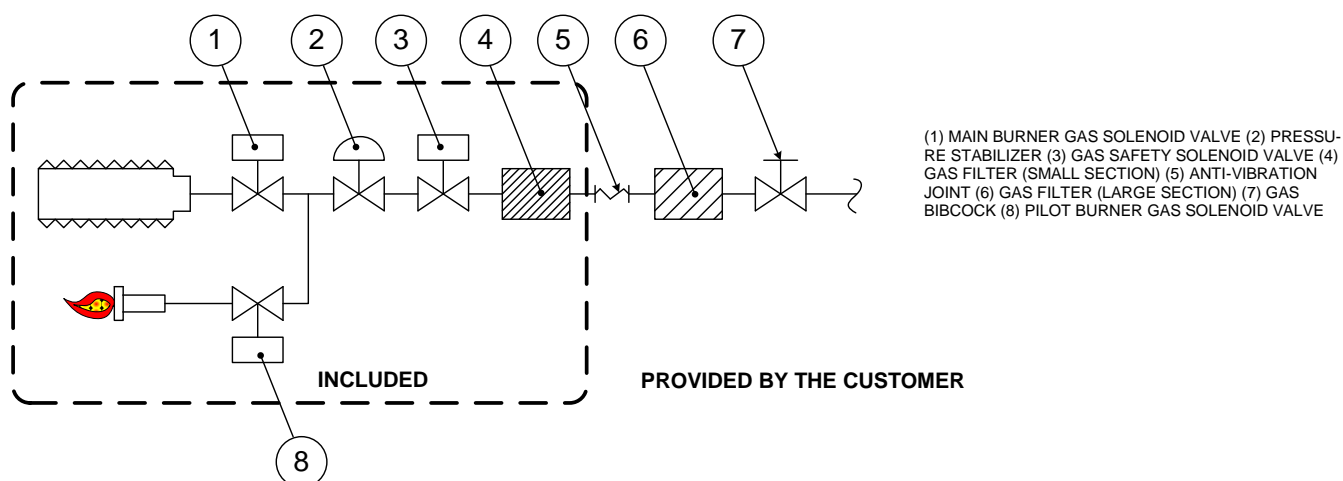 1 2 3 4 5 6 7
(1) MAIN BURNER GAS SOLENOID VALVE (2) PRESSU-
RE STABILIZER (3) GAS SAFETY SOLENOID VALVE (4)
GAS FILTER (SMALL SECTION) (5) ANTI-VIBRATION
JOINT (6) GAS FILTER (LARGE SECTION) (7) GAS
BIBCOCK (8) PILOT BURNER GAS SOLENOID VALVE
INCLUDED PROVIDED BY THE CUSTOMER
8